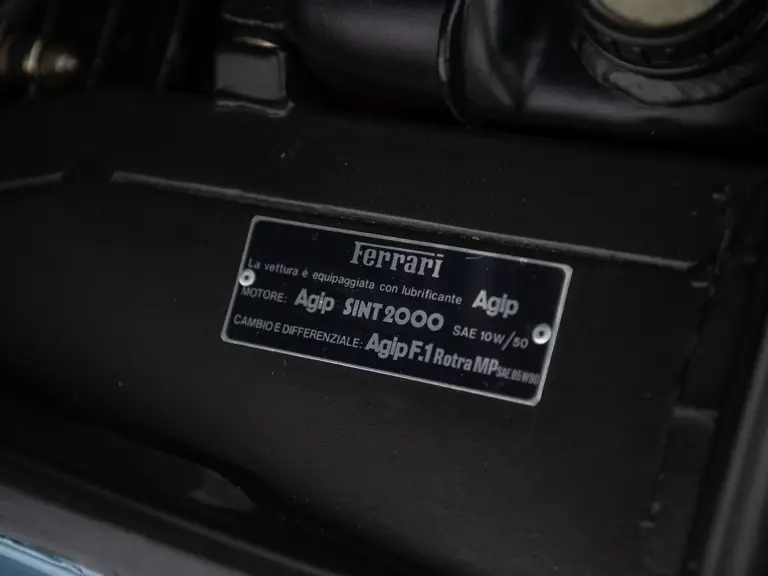 Ferrari
La vettura è equipaggiata con lubrificante Agip
MOTORE: Agip SINT 2000 SAE 10W/50
CAMBIO E DIFFERENZIALE: Agip F.1 Rotra MP SAE 85W90